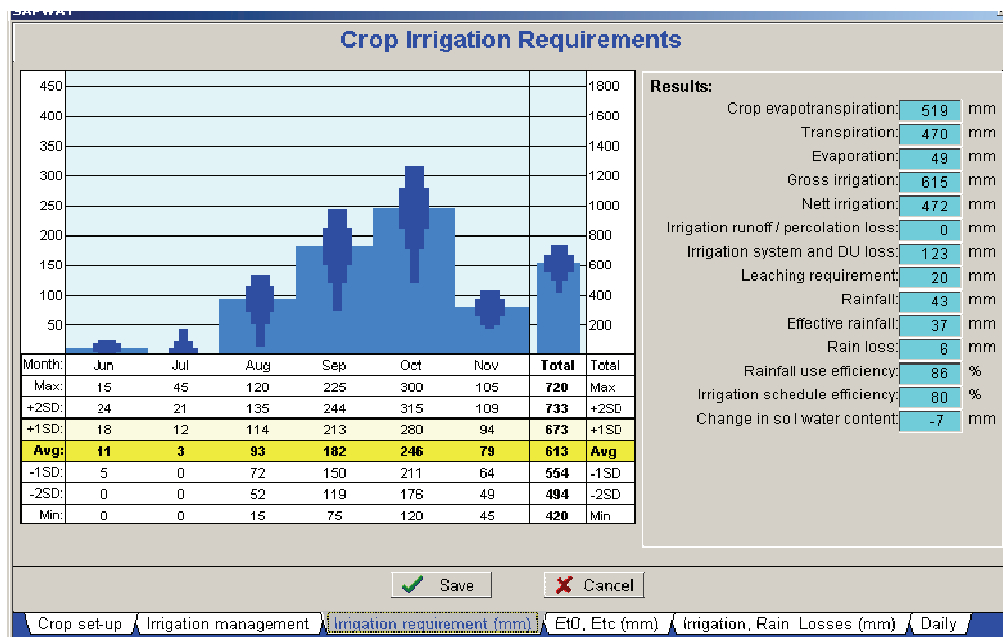 SAPWAT
Crop Irrigation Requirements
450 1800
400 1600
350 1400
300 1200
250 1000
200 800
150 600
100 400
50 200
Month: Jun Jul Aug Sep Oct Nov Total Total
Max: 15 45 120 225 300 105 720 Max
+2SD: 24 21 135 244 315 109 733 +2SD
+1SD: 18 12 114 213 280 94 673 +1SD
Avg: 11 3 93 182 246 79 613 Avg
-1SD: 5 0 72 150 211 64 554 -1SD
-2SD: 0 0 52 119 176 49 494 -2SD
Min: 0 0 15 75 120 45 420 Min
Results:
Crop evapotranspiration: 519 mm
Transpiration: 470 mm
Evaporation: 49 mm
Gross irrigation: 615 mm
Nett irrigation: 472 mm
Irrigation runoff / percolation loss: 0 mm
Irrigation system and DU loss: 123 mm
Leaching requirement: 20 mm
Rainfall: 43 mm
Effective rainfall: 37 mm
Rain loss: 6 mm
Rainfall use efficiency: 86 %
Irrigation schedule efficiency: 80 %
Change in soil water content: -7 mm
Save Cancel
Crop set-up Irrigation management Irrigation requirement (mm) Et0, Etc (mm) Irrigation, Rain Losses (mm) Daily